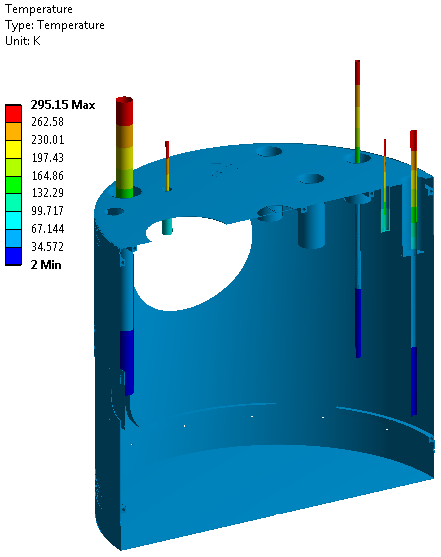 Temperature
Type: Temperature
Unit: K
295.15 Max
262.58
230.01
197.43
164.86
132.29
99.717
67.144
34.572
2 Min